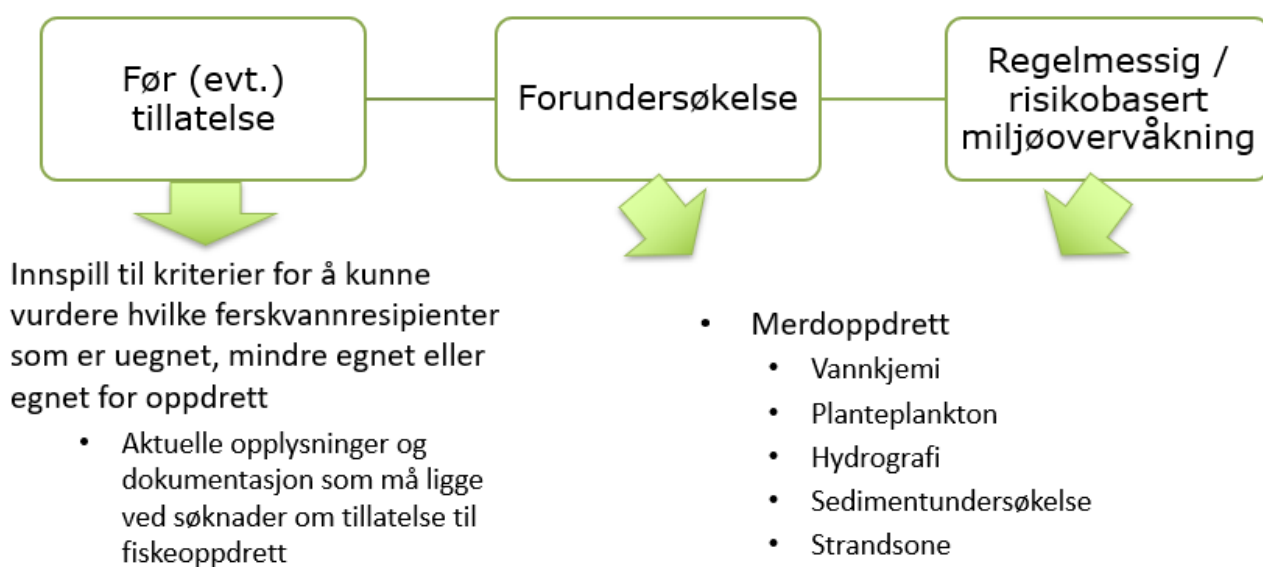 Før (evt.)
tillatelse
Forundersøkelse
Regelmessig /
risikobasert
miljøovervåkning
Innspill til kriterier for å kunne
vurdere hvilke ferskvannresipienter
som er uegnet, mindre egnet eller
egnet for oppdrett
• Aktuelle opplysninger og
dokumentasjon som må ligge
ved søknader om tillatelse til
fiskeoppdrett
• Merdoppdrett
• Vannkjemi
• Planteplankton
• Hydrografi
• Sedimentundersøkelse
• Strandsone